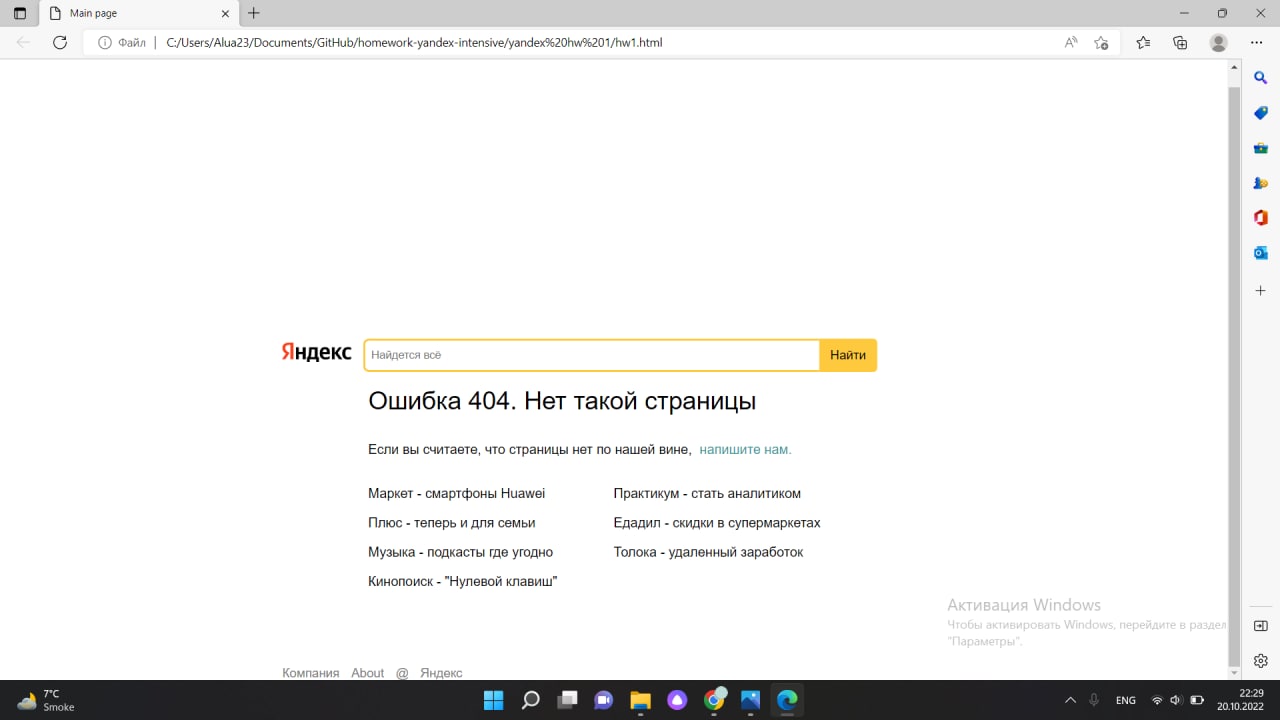 Main page
Файл | C:/Users/Alua23/Documents/GitHub/homework-yandex-intensive/yandex%20hw%201/hw1.html
Яндекс
Найдется всё
Найти
Ошибка 404. Нет такой страницы
Если вы считаете, что страницы нет по нашей вине, напишите нам.
Маркет - смартфоны Huawei
Практикум - стать аналитиком
Плюс - теперь и для семьи
Едадил - скидки в супермаркетах
Музыка - подкасты где угодно
Толока - удаленный заработок
Кинопоиск - "Нулевой клавиш"
Активация Windows
Чтобы активировать Windows, перейдите в раздел
"Параметры".
Компания About @ Яндекс
7°C
Smoke
ENG
22:29
20.10.2022